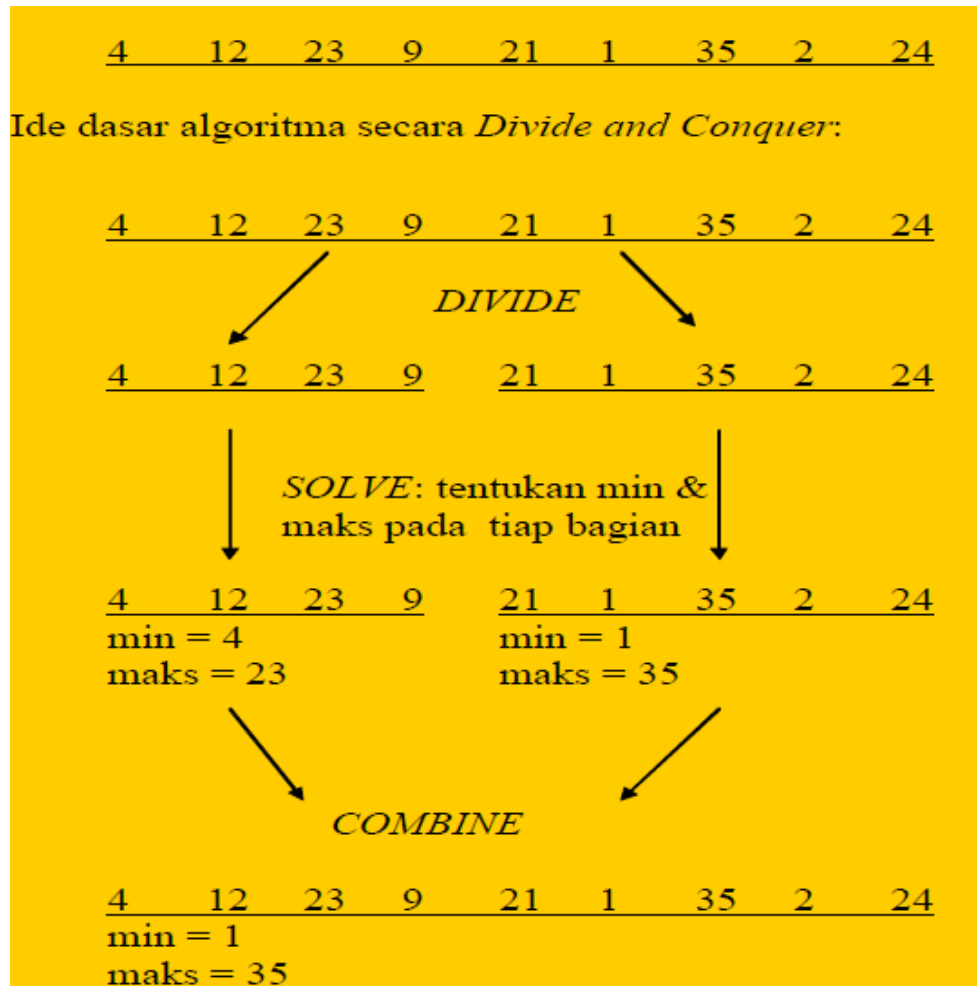 4 12 23 9 21 1 35 2 24
Ide dasar algoritma secara Divide and Conquer:
4 12 23 9 21 1 35 2 24
DIVIDE
4 12 23 9 21 1 35 2 24
SOLVE: tentukan min &
maks pada tiap bagian
4 12 23 9 21 1 35 2 24
min = 4 min = 1
maks = 23 maks = 35
COMBINE
4 12 23 9 21 1 35 2 24
min = 1
maks = 35